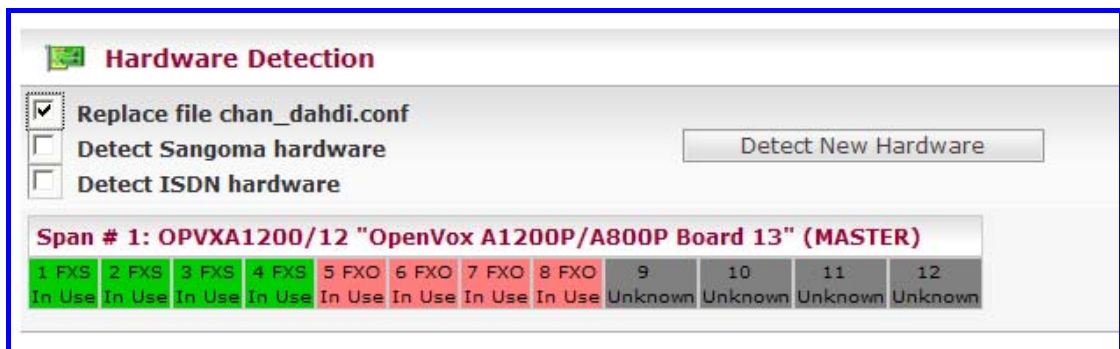 Hardware Detection
Replace file chan_dahdi.conf
Detect Sangoma hardware
Detect New Hardware
Detect ISDN hardware
Span # 1: OPVXA1200/12 "OpenVox A1200P/A800P Board 13" (MASTER)
1 FXS 2 FXS 3 FXS 4 FXS 5 FXO 6 FXO 7 FXO 8 FXO 9 10 11 12
In Use In Use In Use In Use In Use In Use In Use In Use Unknown Unknown Unknown Unknown